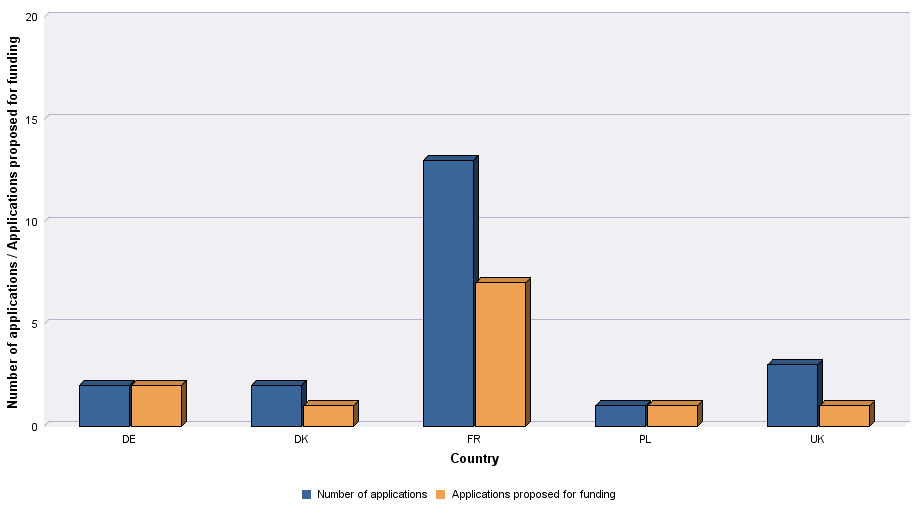 Number of applications / Applications proposed for funding
20
15
10
5
0
DE DK FR PL UK
Country
Number of applications Applications proposed for funding